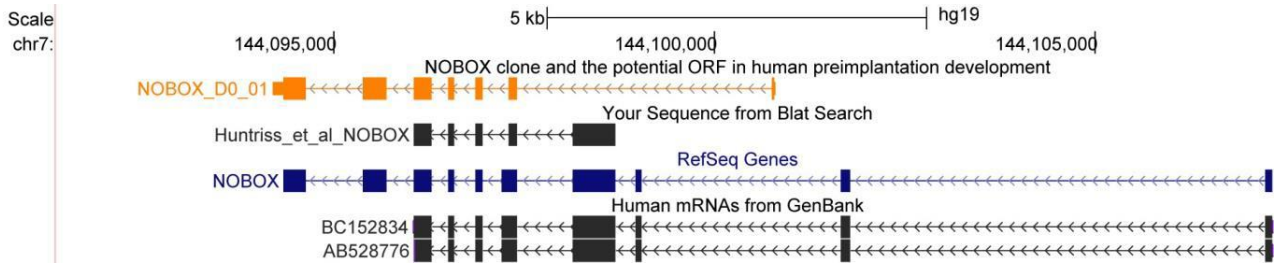 Scale 5 kb hg19
chr7: 144,095,000 144,100,000 144,105,000
NOBOX clone and the potential ORF in human preimplantation development
NOBOX_D0_01
Your Sequence from Blat Search
Huntriss_et_al_NOBOX
RefSeq Genes
NOBOX
Human mRNAs from GenBank
BC152834
AB528776